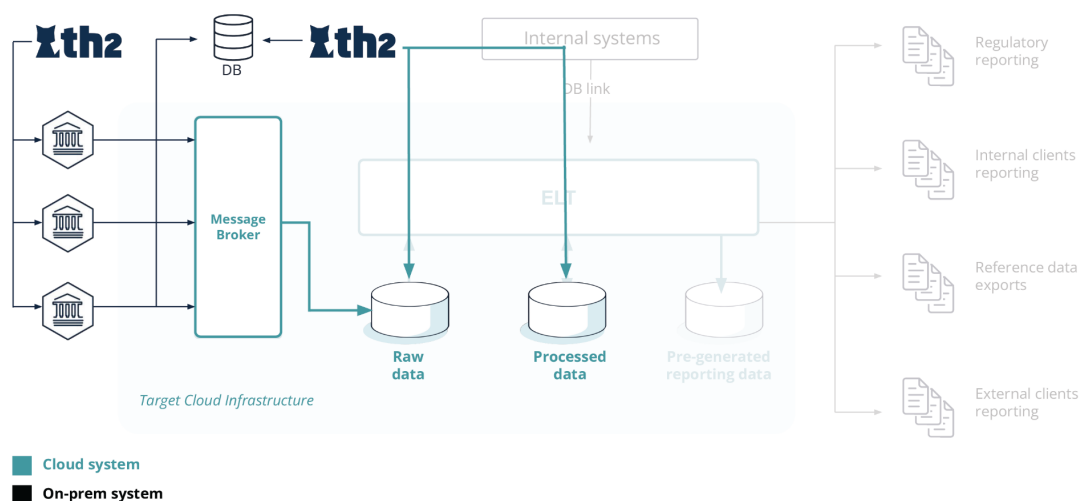 th2
DB
th2
Internal systems
DB link
ELT
Message
Broker
Raw
data
Processed
data
Pre-generated
reporting data
Target Cloud Infrastructure
Regulatory
reporting
Internal clients
reporting
Reference data
exports
External clients
reporting
Cloud system
On-prem system